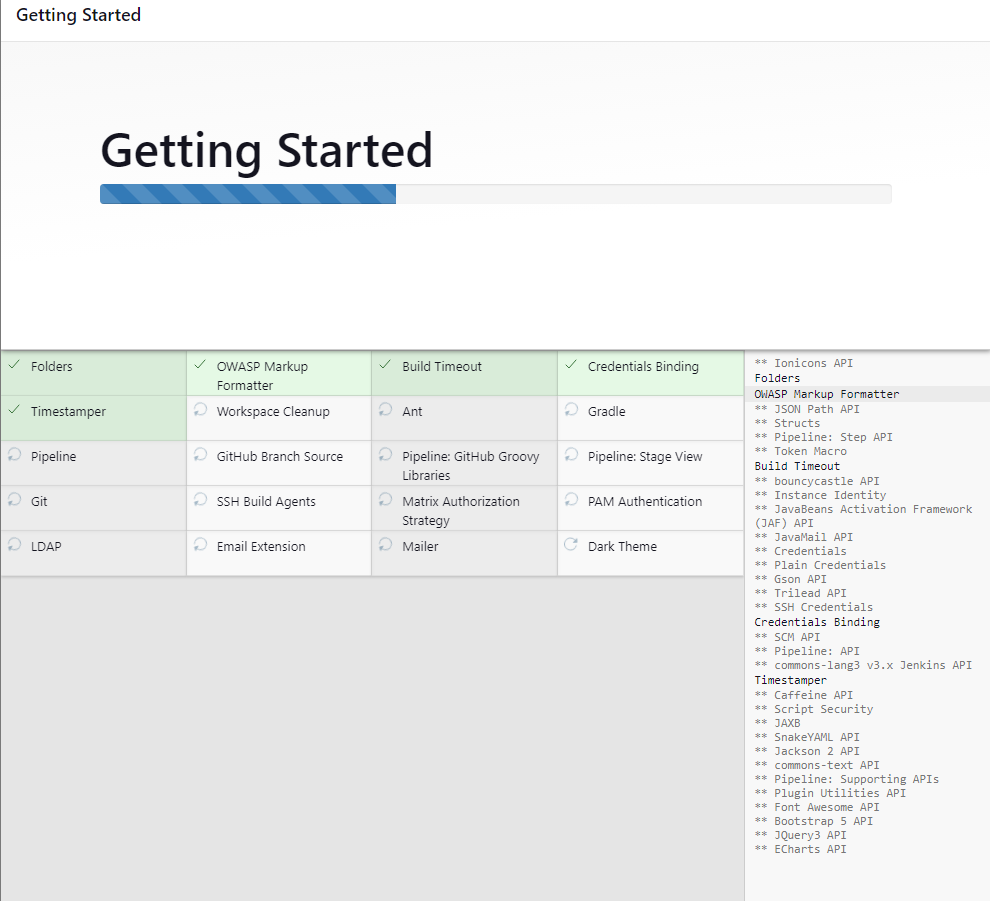 Getting Started
Getting Started
Folders
OWASP Markup
Formatter
Build Timeout
Credentials Binding
Timestamper
Workspace Cleanup
Ant
Gradle
Pipeline
GitHub Branch Source
Pipeline: GitHub Groovy
Libraries
Pipeline: Stage View
Git
SSH Build Agents
Matrix Authorization
Strategy
PAM Authentication
LDAP
Email Extension
Mailer
Dark Theme
** Ionicons API
Folders
OWASP Markup Formatter
** JSON Path API
** Structs
** Pipeline: Step API
** Token Macro
Build Timeout
** bouncycastle API
** Instance Identity
** JavaBeans Activation Framework
(JAF) API
** JavaMail API
** Credentials
** Plain Credentials
** Gson API
** Trilead API
** SSH Credentials
Credentials Binding
** SCM API
** Pipeline: API
** commons-lang3 v3.x Jenkins API
Timestamper
** Caffeine API
** Script Security
** JAXB
** SnakeYAML API
** Jackson 2 API
** commons-text API
** Pipeline: Supporting APIs
** Plugin Utilities API
** Font Awesome API
** Bootstrap 5 API
** JQuery3 API
** ECharts API